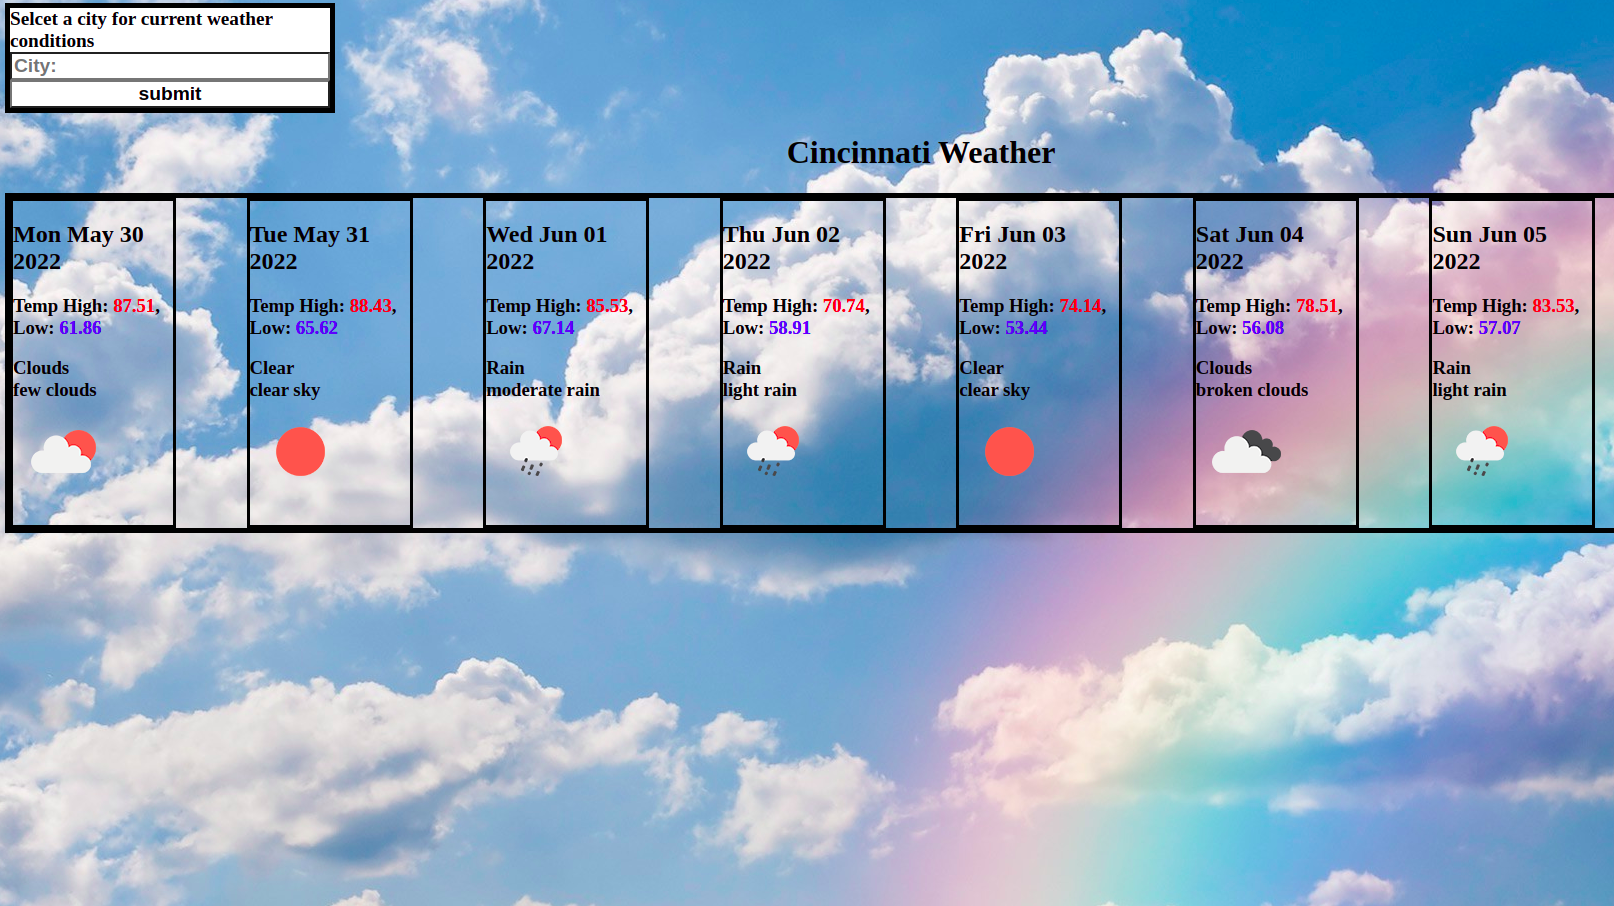 Selcet a city for current weather
conditions
City:
submit
Cincinnati Weather
Mon May 30
2022
Temp High: 87.51,
Low: 61.86
Clouds
few clouds
Tue May 31
2022
Temp High: 88.43,
Low: 65.62
Clear
clear sky
Wed Jun 01
2022
Temp High: 85.53,
Low: 67.14
Rain
moderate rain
Thu Jun 02
2022
Temp High: 70.74,
Low: 58.91
Rain
light rain
Fri Jun 03
2022
Temp High: 74.14,
Low: 53.44
Clear
clear sky
Sat Jun 04
2022
Temp High: 78.51,
Low: 56.08
Clouds
broken clouds
Sun Jun 05
2022
Temp High: 83.53,
Low: 57.07
Rain
light rain